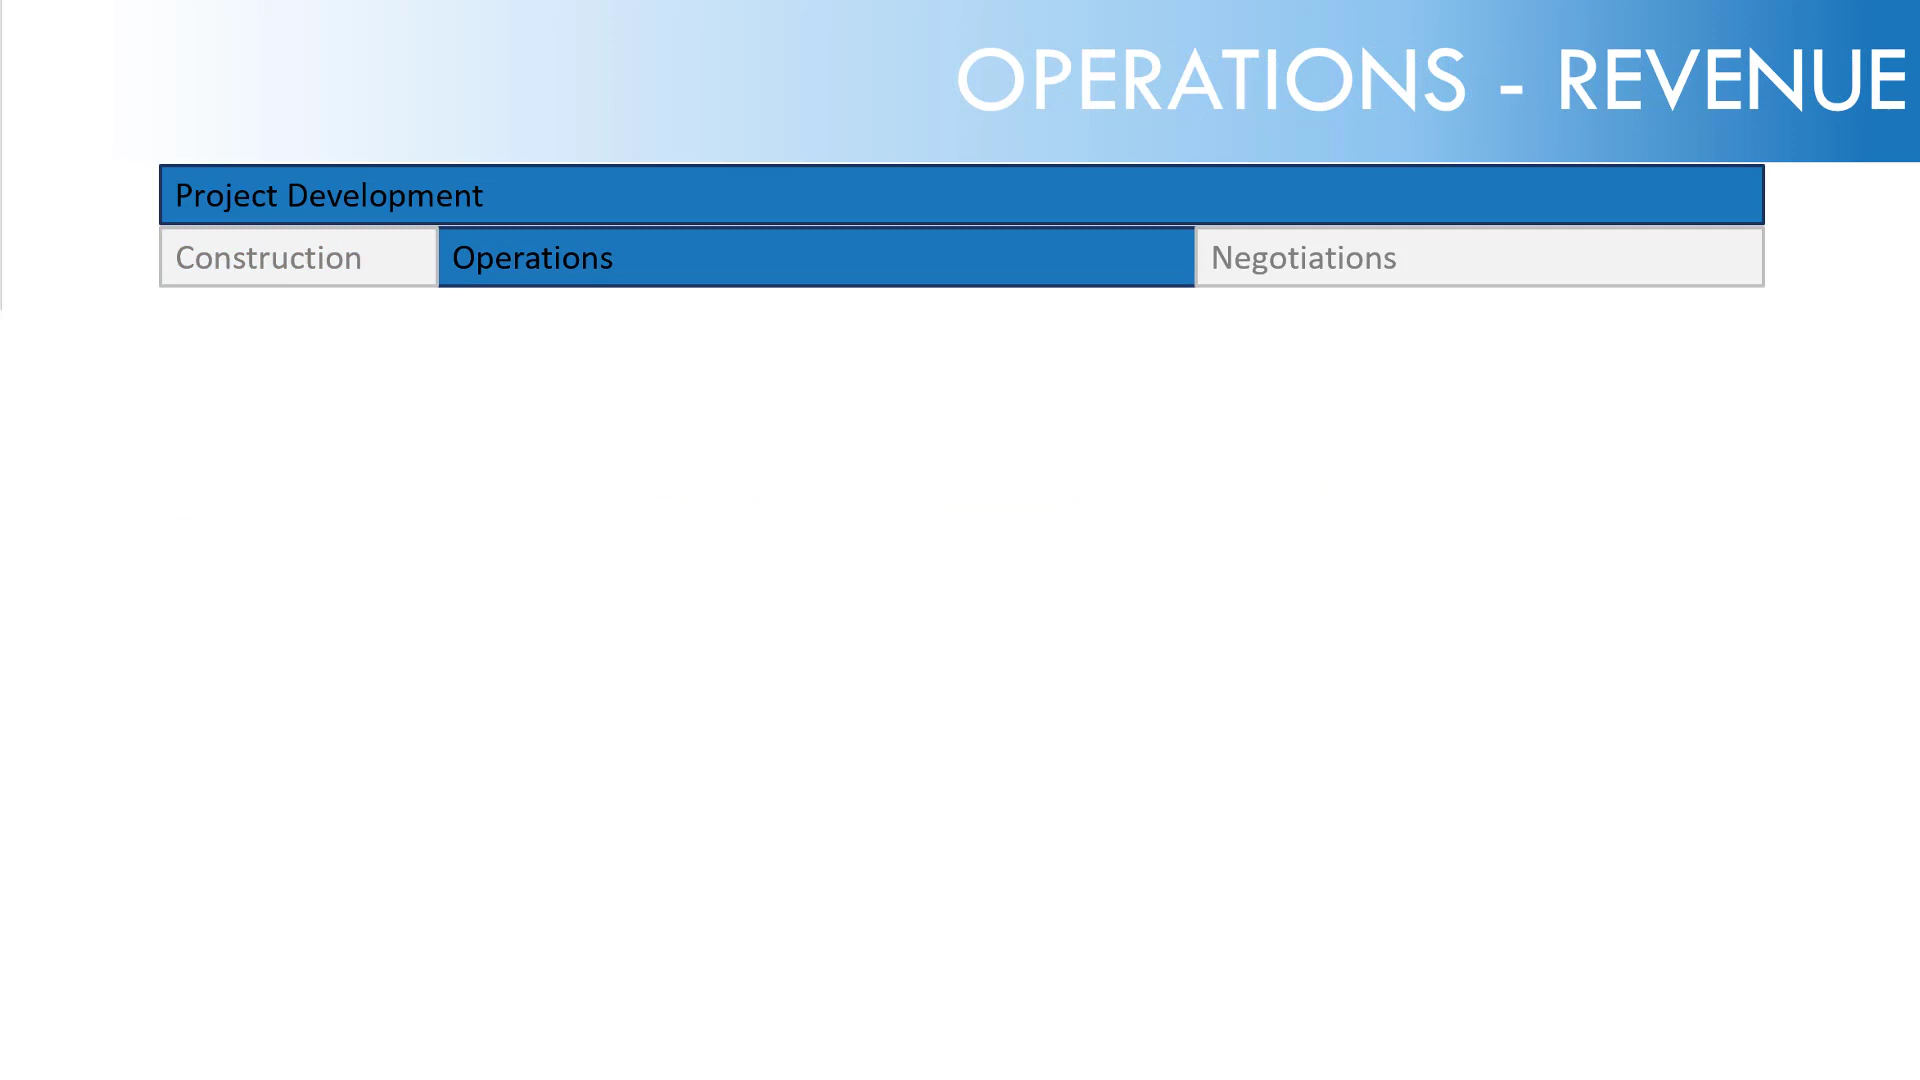 OPERATIONS - REVENUE
Project Development
Construction
Operations
Negotiations